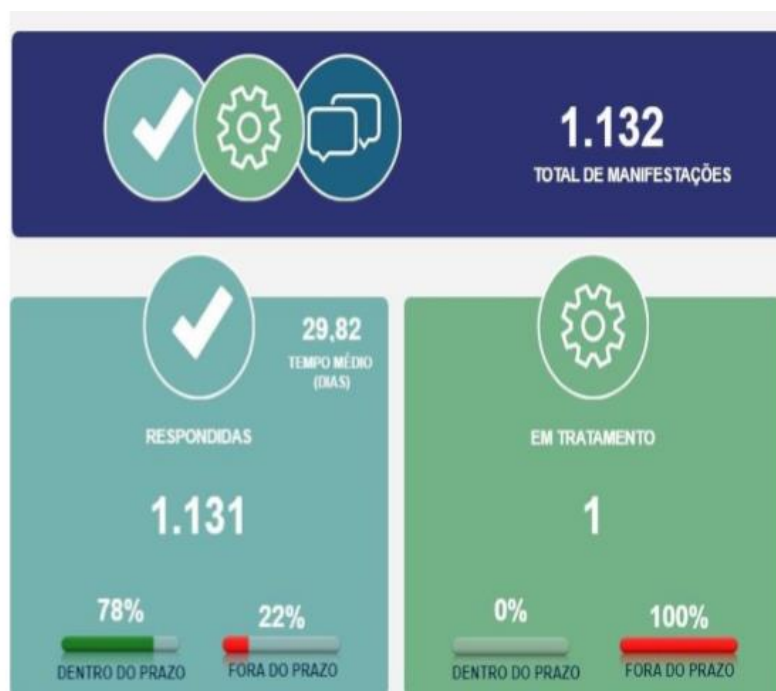 1.132
TOTAL DE MANIFESTAÇÕES
29,82
TEMPO MÉDIO
(DIAS)
RESPONDIDAS
1.131
78%
22%
DENTRO DO PRAZO
FORA DO PRAZO
EM TRATAMENTO
1
0%
100%
DENTRO DO PRAZO
FORA DO PRAZO